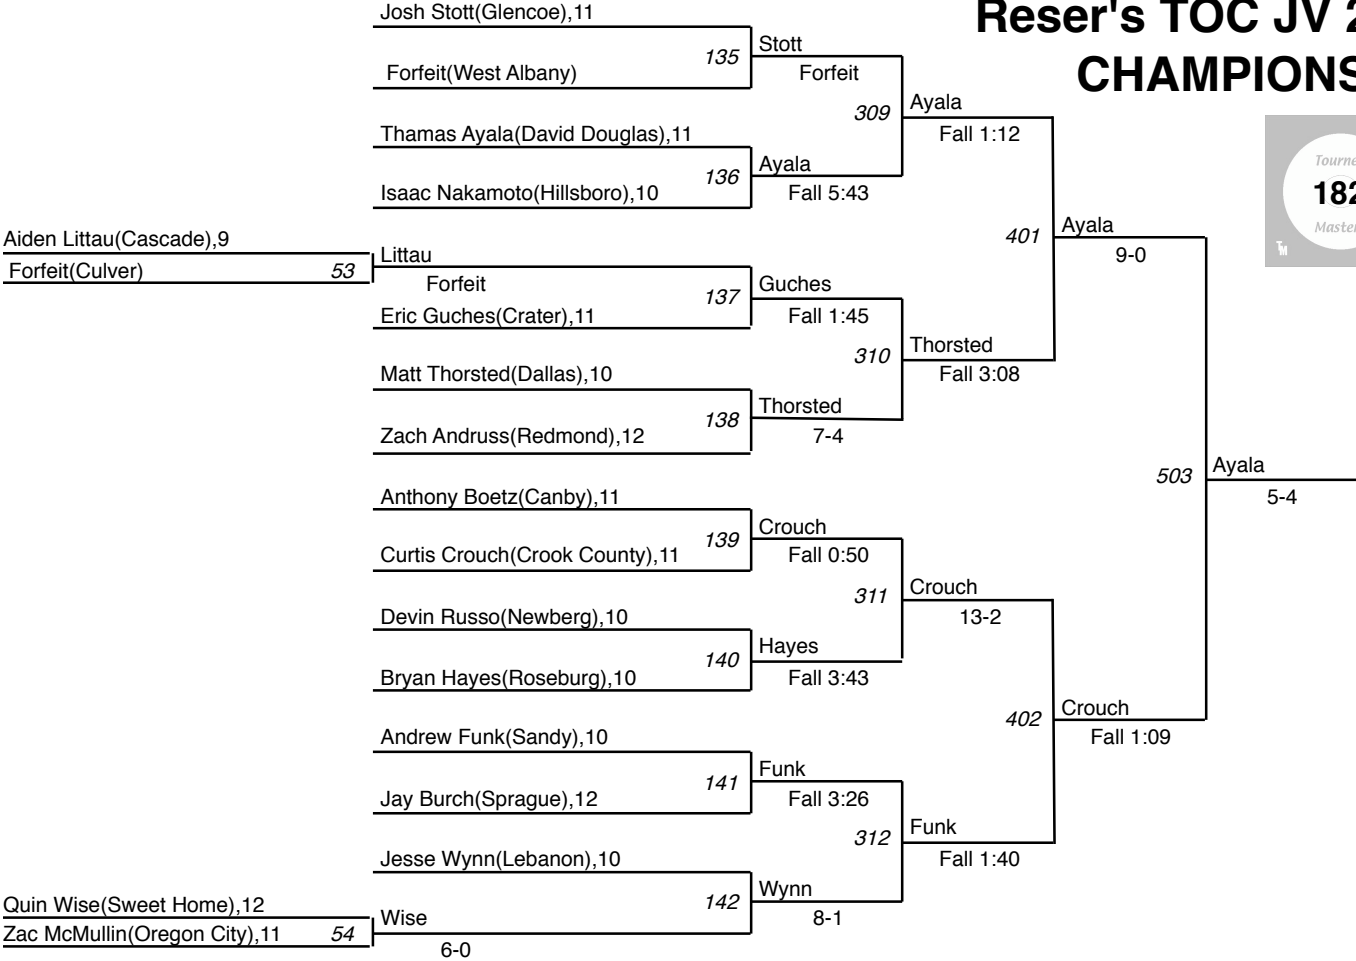 Reser's TOC JV 2
CHAMPIONS
Tourne
182
Master
TM
Josh Stott(Glencoe),11
135
Forfeit(West Albany)
Stott
Forfeit
309
Thamas Ayala(David Douglas),11
136
Isaac Nakamoto(Hillsboro),10
Ayala
Fall 5:43
Ayala
Fall 1:12
401
Aiden Littau(Cascade),9
Forfeit(Culver)
53
Littau
Forfeit
137
Eric Guches(Crater),11
Guches
Fall 1:45
310
Matt Thorsted(Dallas),10
138
Zach Andruss(Redmond),12
Thorsted
7-4
Thorsted
Fall 3:08
Ayala
9-0
503
Anthony Boetz(Canby),11
139
Curtis Crouch(Crook County),11
Crouch
Fall 0:50
311
Devin Russo(Newberg),10
140
Bryan Hayes(Roseburg),10
Hayes
Fall 3:43
Crouch
13-2
402
Andrew Funk(Sandy),10
141
Jay Burch(Sprague),12
Funk
Fall 3:26
312
Jesse Wynn(Lebanon),10
142
Quin Wise(Sweet Home),12
Zac McMullin(Oregon City),11
54
Wise
6-0
Wynn
8-1
Funk
Fall 1:40
Crouch
Fall 1:09
Ayala
5-4